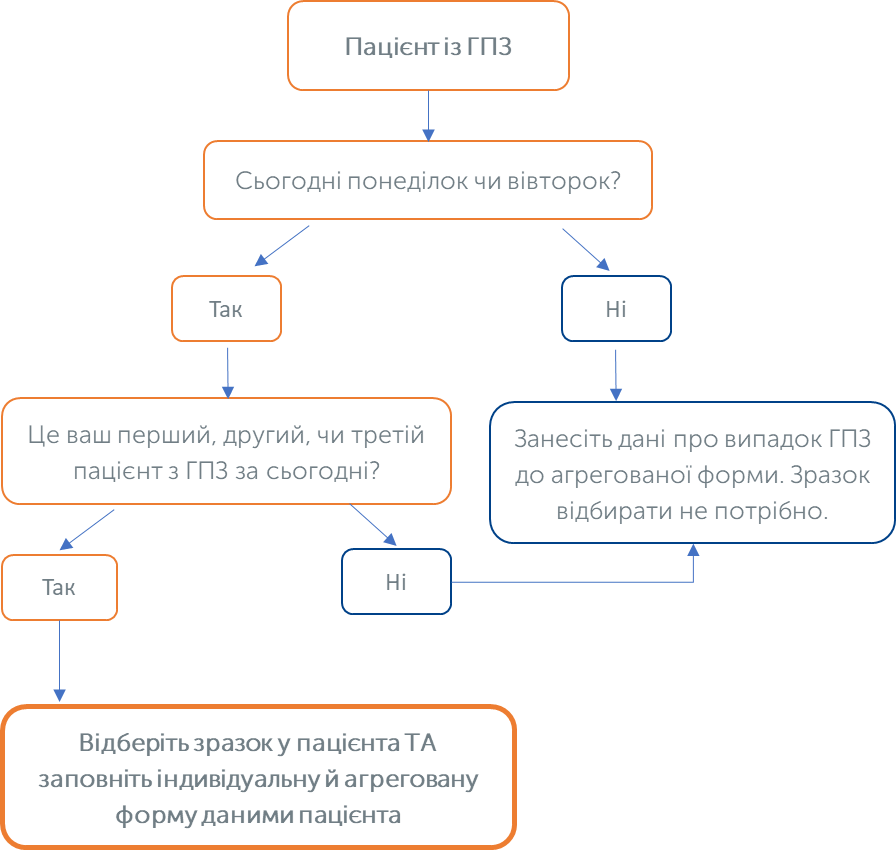 Пацієнт із ГПЗ
Сьогодні понеділок чи вівторок?
Так
Ні
Це ваш перший, другий, чи третій
пацієнт з ГПЗ за сьогодні?
Занесіть дані про випадок ГПЗ
до агрегованої форми. Зразок
відбирати не потрібно.
Так
Ні
Відберіть зразок у пацієнта ТА
заповніть індивідуальну й агреговану
форму даними пацієнта